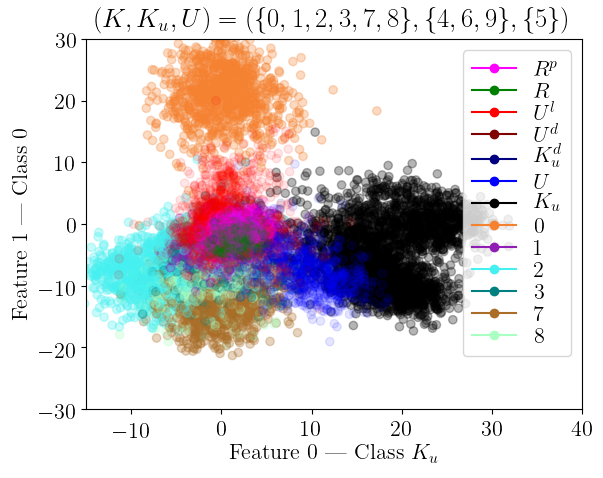 (K, K_u, U) = ({0, 1, 2, 3, 7, 8}, {4, 6, 9}, {5})
30
20
10
0
−10
−20
−30
Feature 1 — Class 0
−10 0 10 20 30 40
Feature 0 — Class K_u
R^p
R
U^l
U^d
K_u^d
U
K_u
0
1
2
3
7
8